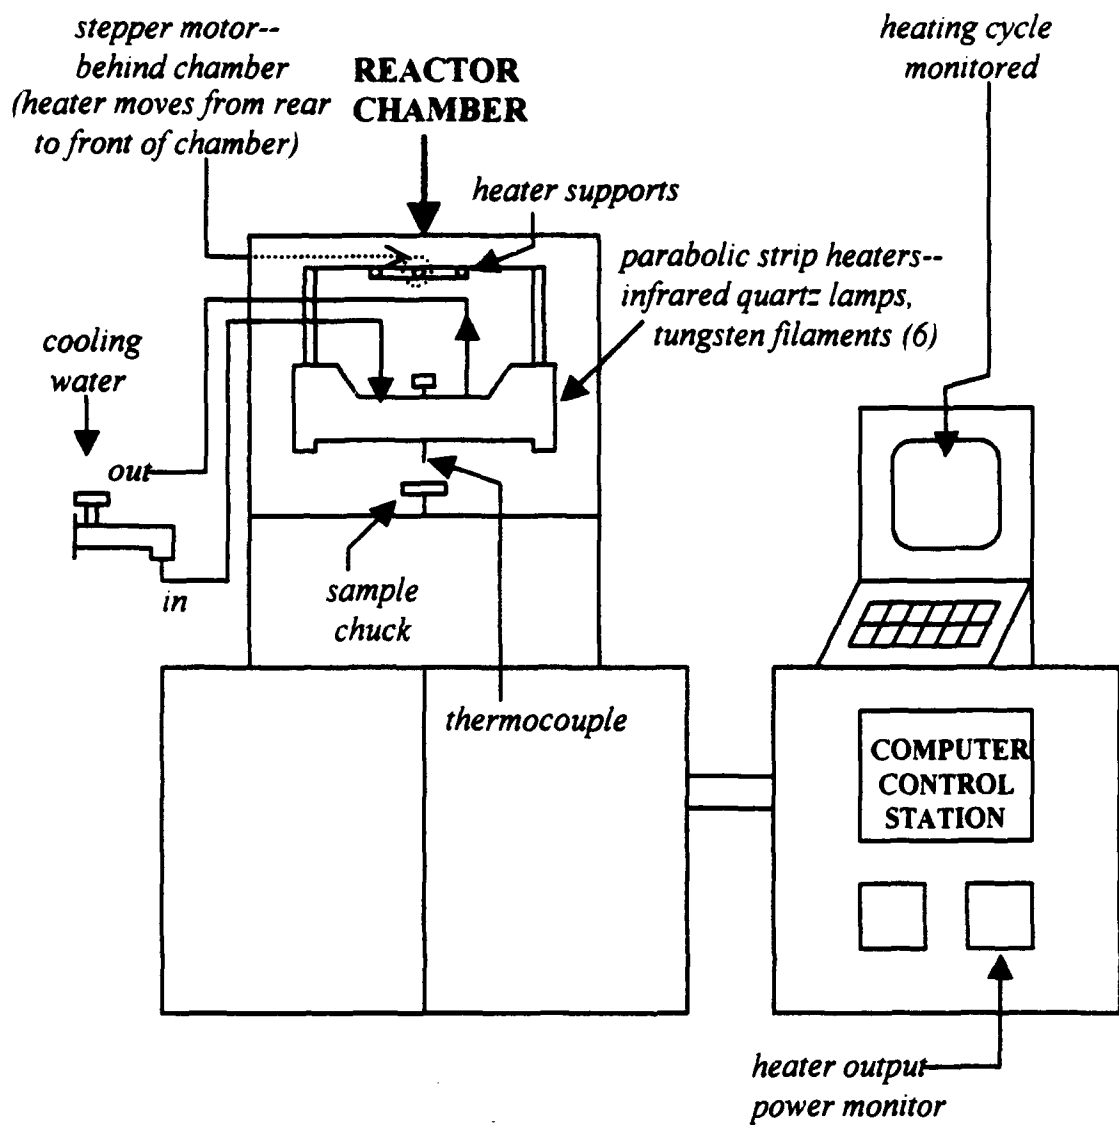 stepper motor--
behind chamber
(heater moves from rear
to front of chamber)
REACTOR
CHAMBER
heating cycle
monitored
heater supports
parabolic strip heaters--
infrared quartz lamps,
tungsten filaments (6)
cooling
water
out
in
sample
chuck
thermocouple
COMPUTER
CONTROL
STATION
heater output
power monitor